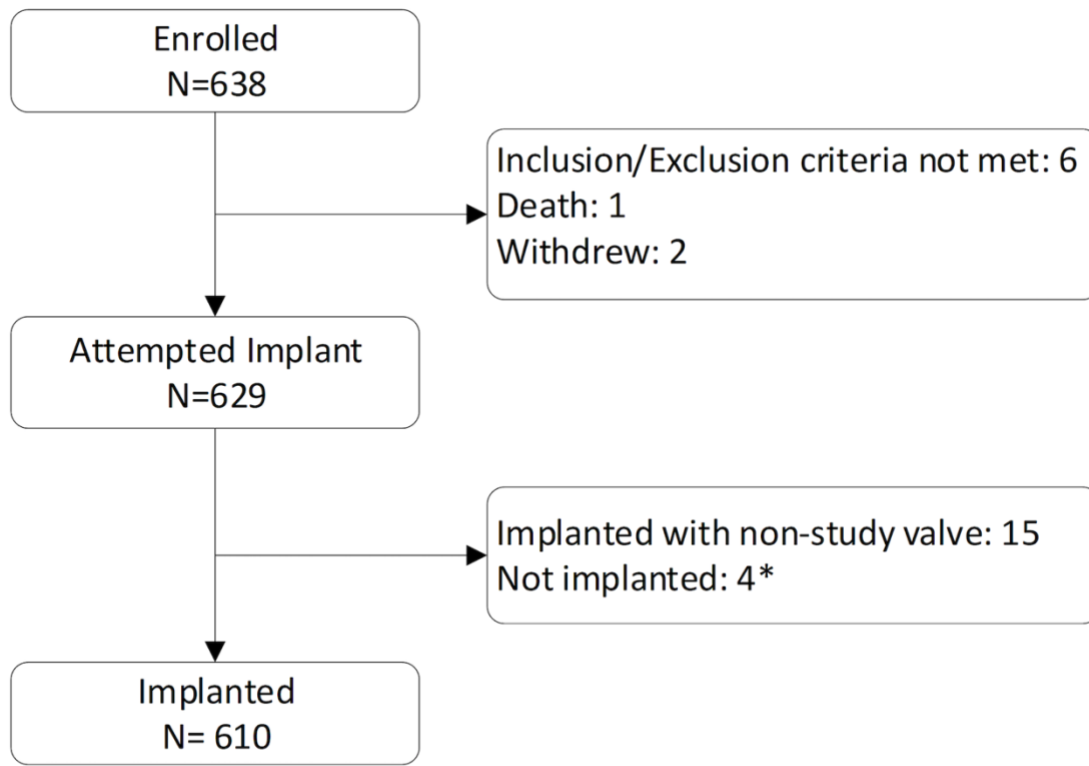 Enrolled
N=638
Inclusion/Exclusion criteria not met: 6
Death: 1
Withdrew: 2
Attempted Implant
N=629
Implanted with non-study valve: 15
Not implanted: 4*
Implanted
N= 610